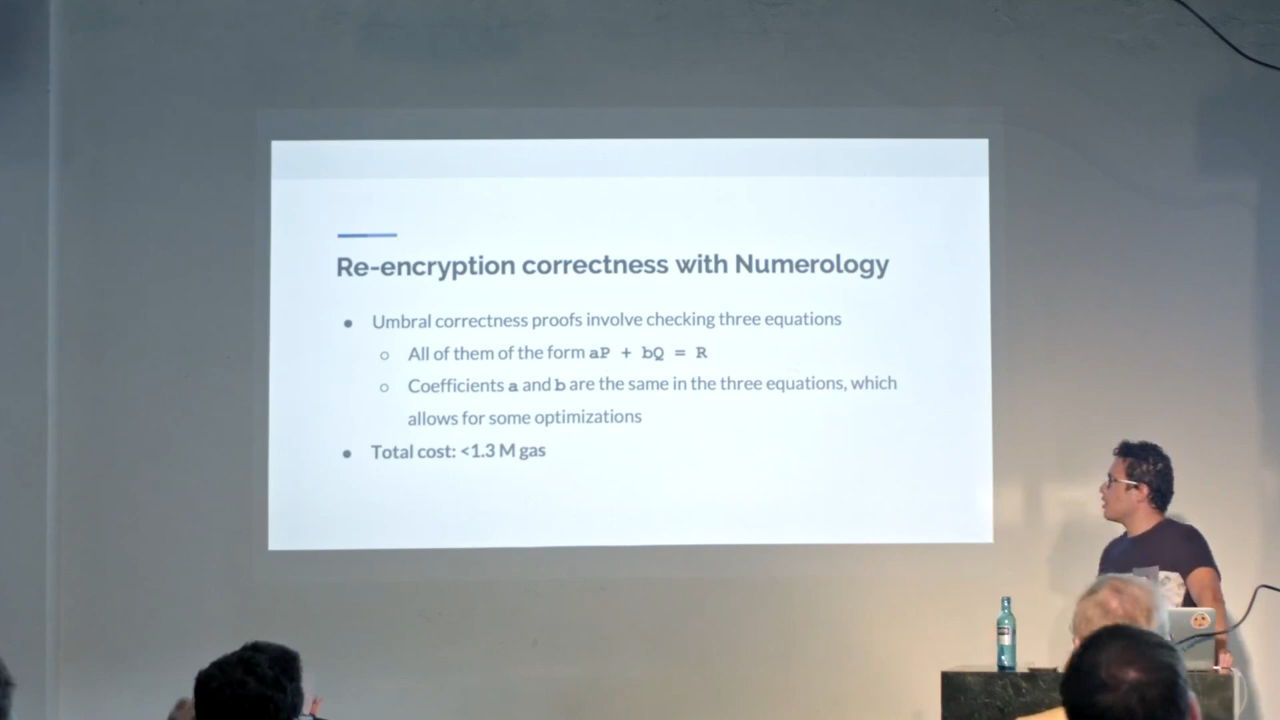 Re-encryption correctness with Numerology
● Umbral correctness proofs involve checking three equations
○ All of them of the form aP + bQ = R
○ Coefficients a and b are the same in the three equations, which
allows for some optimizations
● Total cost: <1.3 M gas